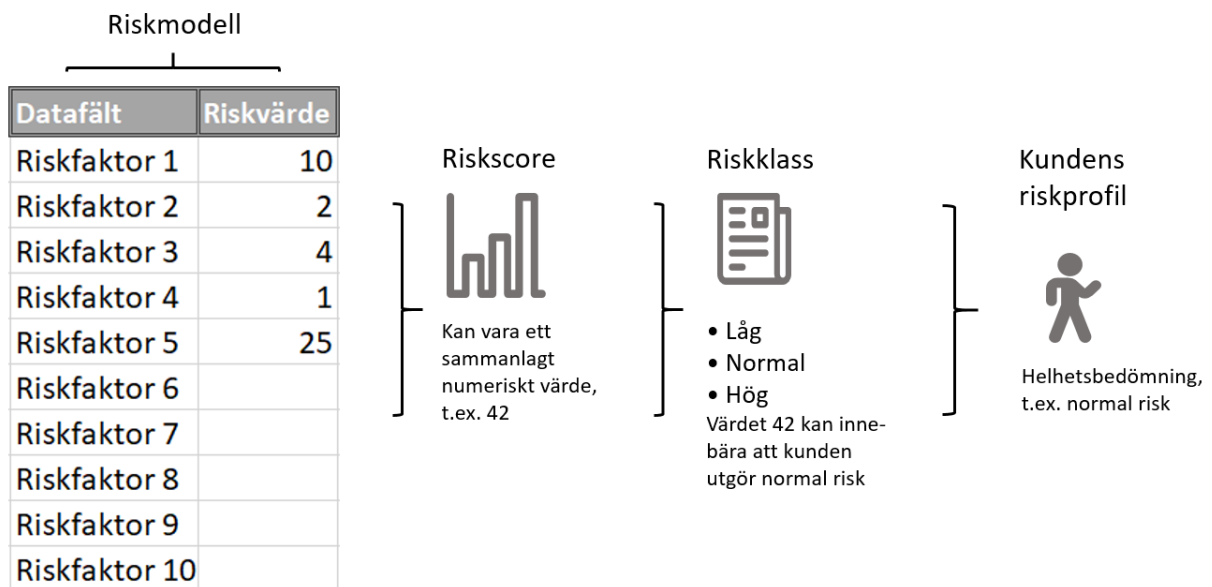 Riskmodell
Datafält Riskvärde
Riskfaktor 1 10
Riskfaktor 2 2
Riskfaktor 3 4
Riskfaktor 4 1
Riskfaktor 5 25
Riskfaktor 6
Riskfaktor 7
Riskfaktor 8
Riskfaktor 9
Riskfaktor 10
Riskscore
Kan vara ett
sammanlagt
numeriskt värde,
t.ex. 42
Riskklass
• Låg
• Normal
• Hög
Värdet 42 kan inne-
bära att kunden
utgör normal risk
Kundens
riskprofil
Helhetsbedömning,
t.ex. normal risk